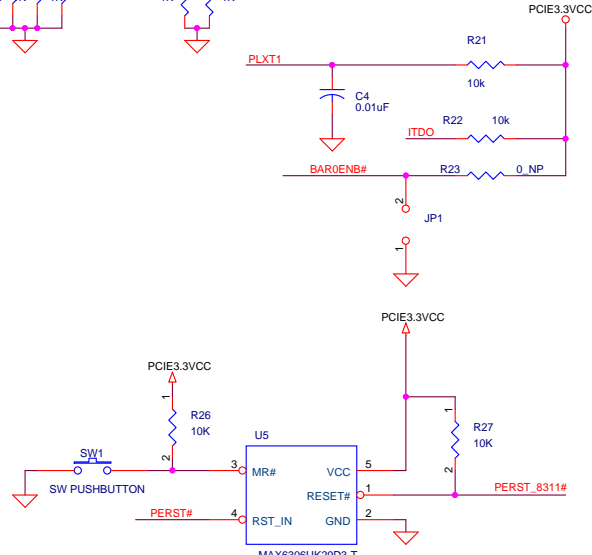 PCIE3.3VCC
R21
PLXT1
10k
C4
0.01uF
R22 10k
ITDO
BAR0ENB# R23 0_NP
2
JP1
1
PCIE3.3VCC
PCIE3.3VCC
1
R26
10K
2
1
R27
10K
2
U5
SW1
3 MR# VCC 5
SW PUSHBUTTON
RESET# 1 PERST_8311#
PERST# 4 RST_IN GND 2
MAX6306UK29D3-T